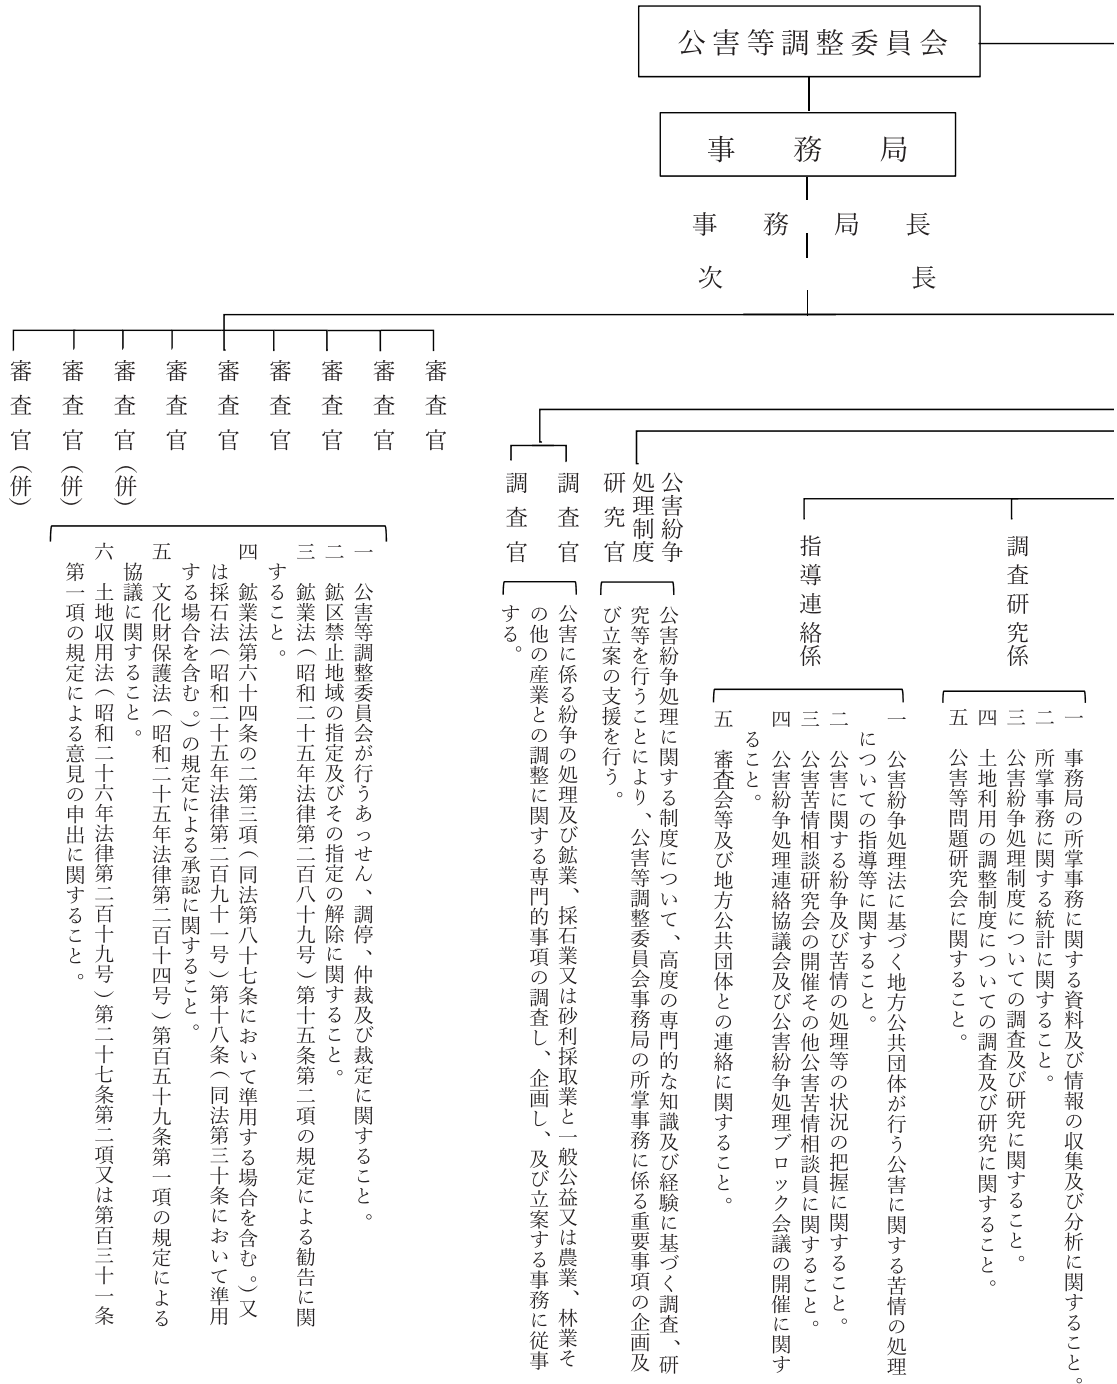 公害等調整委員会
事務局
事務局長
次長
調査研究係
一　事務局の所掌事務に関する資料及び情報の収集及び分析に関すること。
二　所掌事務に関する統計に関すること。
三　公害紛争処理制度についての調査及び研究に関すること。
四　土地利用の調整制度についての調査及び研究に関すること。
五　公害等問題研究会に関すること。
指導連絡係
一　公害紛争処理法に基づく地方公共団体が行う公害に関する苦情の処理
についての指導等に関すること。
二　公害に関する紛争及び苦情の処理等の状況の把握に関すること。
三　公害苦情相談研究会の開催その他公害苦情相談員に関すること。
四　公害紛争処理連絡協議会及び公害紛争処理ブロック会議の開催に関す
ること。
五　審査会等及び地方公共団体との連絡に関すること。
公害紛争
処理制度
研究官
公害紛争処理に関する制度について、高度の専門的な知識及び経験に基づく調査、研
究等を行うことにより、公害等調整委員会事務局の所掌事務に係る重要事項の企画及
び立案の支援を行う。
調査官
調査官
公害に係る紛争の処理及び鉱業、採石業又は砂利採取業と一般公益又は農業、林業そ
の他の産業との調整に関する専門的事項の調査し、企画し、及び立案する事務に従事
する。
審査官
審査官
審査官
審査官
審査官
審査官
審査官（併）
審査官（併）
審査官（併）
一　公害等調整委員会が行うあっせん、調停、仲裁及び裁定に関すること。
二　鉱区禁止地域の指定及びその指定の解除に関すること。
三　鉱業法（昭和二十五年法律第二百八十九号）第十五条第二項の規定による勧告に関
すること。
四　鉱業法第六十四条の二第三項（同法第八十七条において準用する場合を含む。）又
は採石法（昭和二十五年法律第二百九十一号）第十八条（同法第三十条において準用
する場合を含む。）の規定による承認に関すること。
五　文化財保護法（昭和二十五年法律第二百十四号）第百五十九条第一項の規定による
協議に関すること。
六　土地収用法（昭和二十六年法律第二百十九号）第二十七条第二項又は第百三十一条
第一項の規定による意見の申出に関すること。